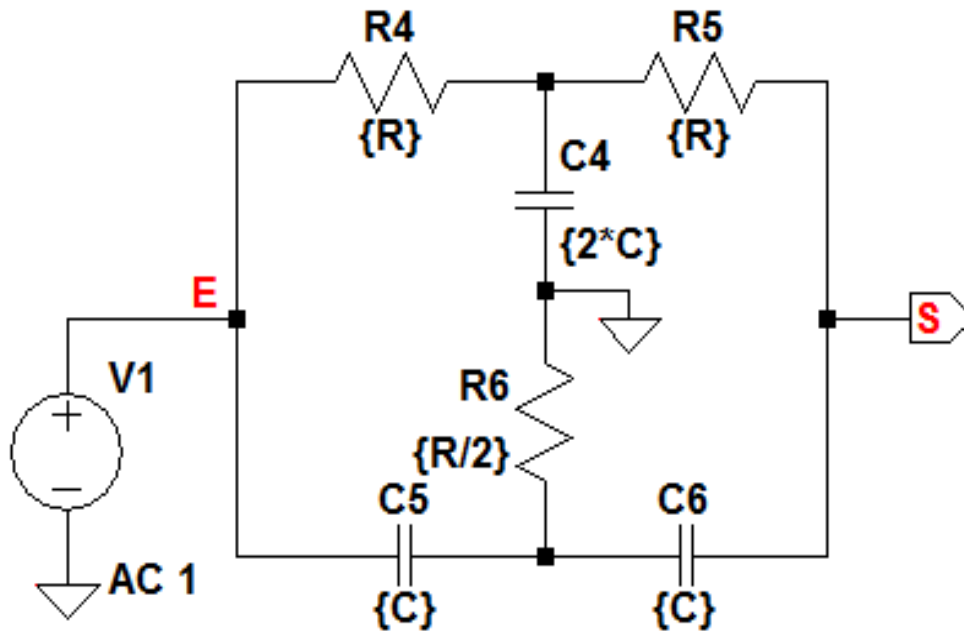 R4
R5
{R}
{R}
C4
{2*C}
E
S
V1
R6
{R/2}
C5
C6
AC 1
{C}
{C}